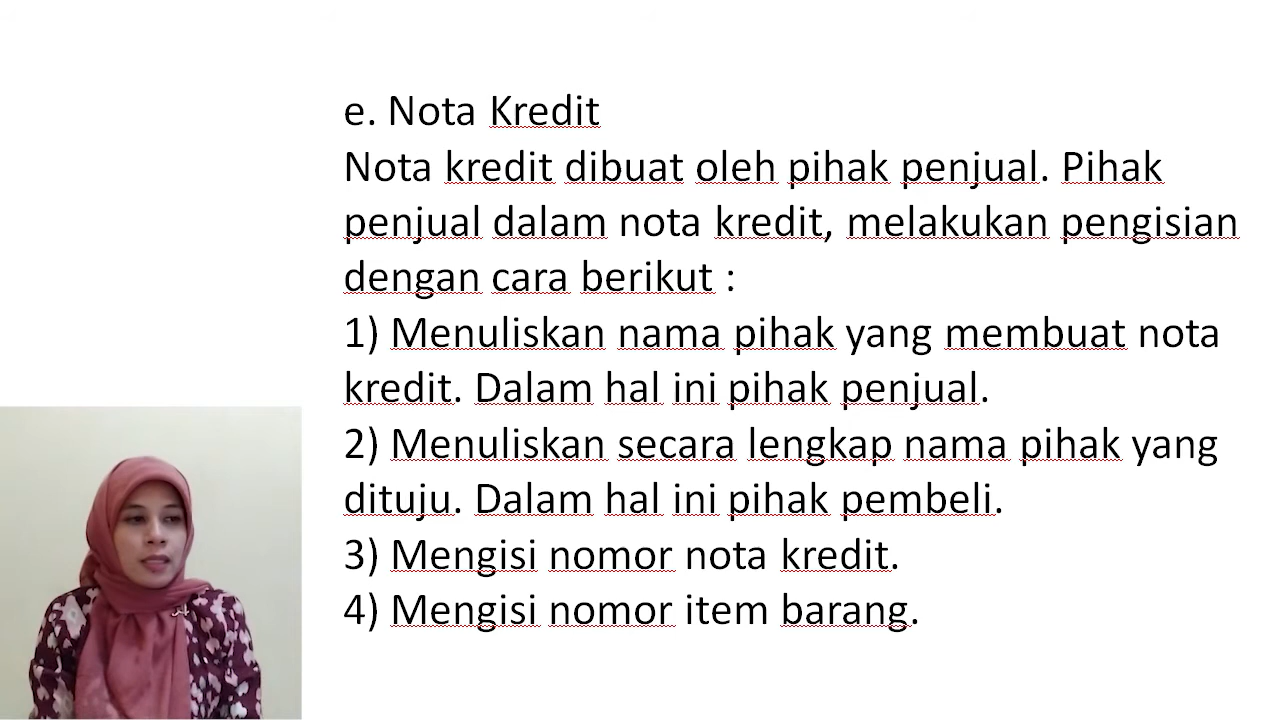 e. Nota Kredit
Nota kredit dibuat oleh pihak penjual. Pihak
penjual dalam nota kredit, melakukan pengisian
dengan cara berikut :
1) Menuliskan nama pihak yang membuat nota
kredit. Dalam hal ini pihak penjual.
2) Menuliskan secara lengkap nama pihak yang
dituju. Dalam hal ini pihak pembeli.
3) Mengisi nomor nota kredit.
4) Mengisi nomor item barang.